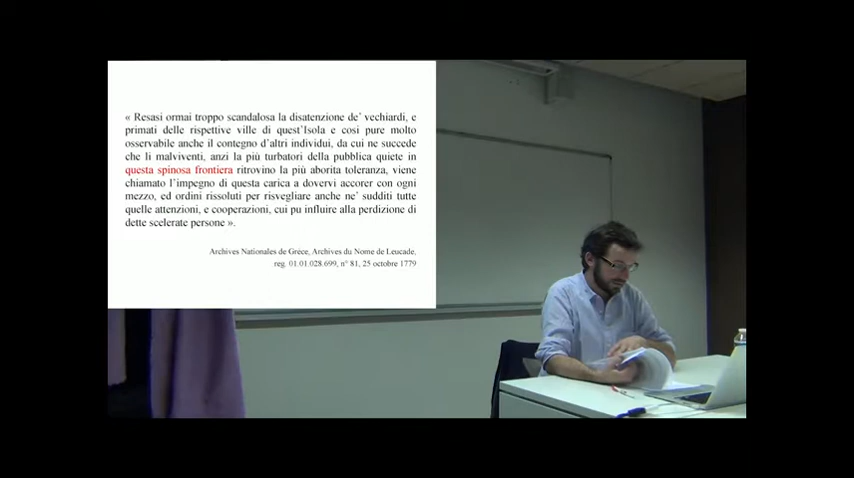 « Resasi ormai troppo scandalosa la disatenzione de' vechiardi, e
primati delle rispettive ville di quest'Isola e cosi pure molto
osservabile anche il contegno d'altri individui, da cui ne succede
che li malviventi, anzi la più turbatori della pubblica quiete in
questa spinosa frontiera ritrovino la più aborita toleranza, viene
chiamato l'impegno di questa carica a dovervi accorer con ogni
mezzo, ed ordini rissoluti per risvegliare anche ne' sudditi tutte
quelle attenzioni, e cooperazioni, cui pu influire alla perdizione di
dette scelerate persone ».
Archives Nationales de Grèce, Archives du Nome de Leucade,
reg. 01.01.028.699, n° 81, 25 octobre 1779